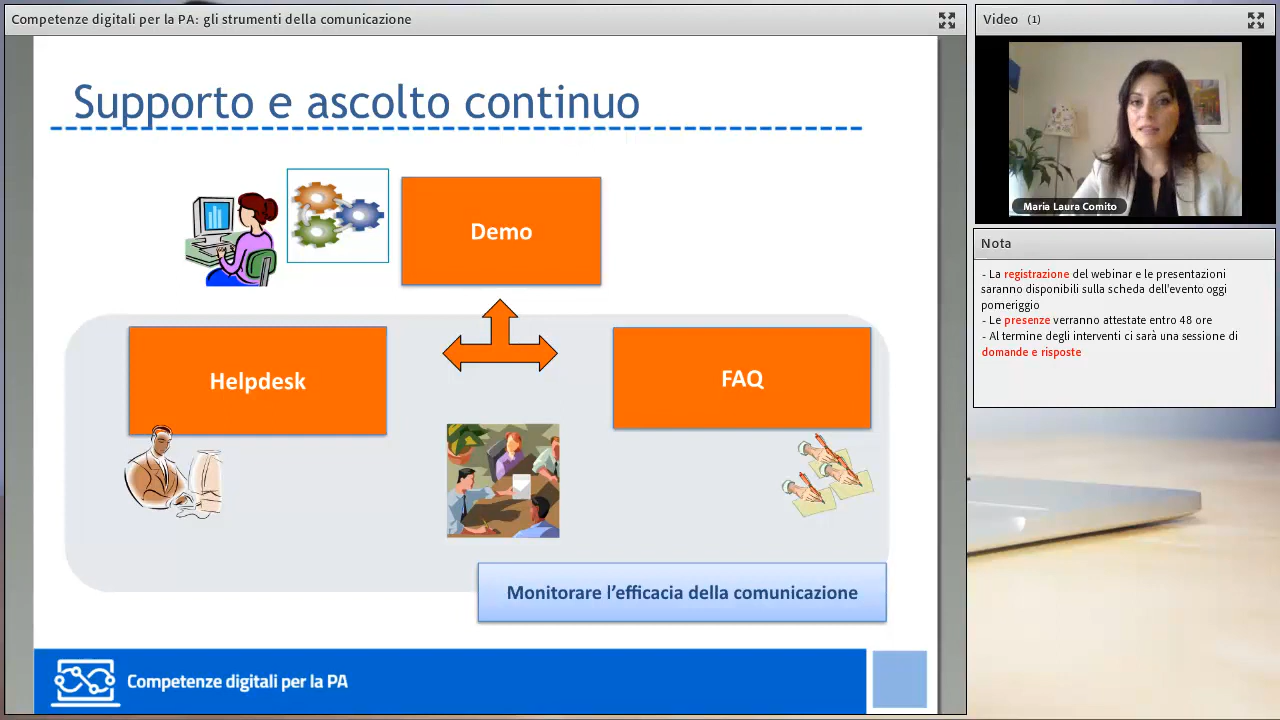 Competenze digitali per la PA: gli strumenti della comunicazione
Supporto e ascolto continuo
Demo
Helpdesk
FAQ
Monitorare l'efficacia della comunicazione
Competenze digitali per la PA
Video (1)
Maria Laura Comito
Nota
- La registrazione del webinar e le presentazioni
saranno disponibili sulla scheda dell'evento oggi
pomeriggio
- Le presenze verranno attestate entro 48 ore
- Al termine degli interventi ci sarà una sessione di
domande e risposte